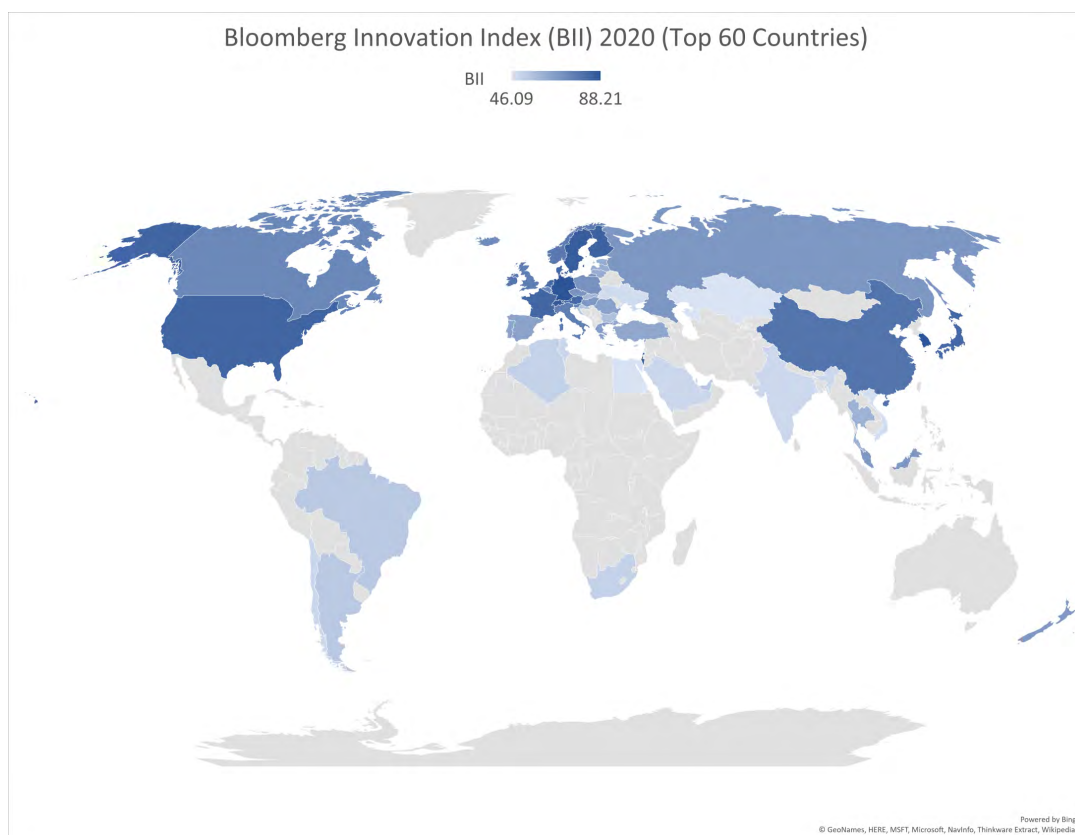 Bloomberg Innovation Index (BII) 2020 (Top 60 Countries)
BII
46.09 88.21
Powered by Bing
© GeoNames, HERE, MSFT, Microsoft, NavInfo, Thinkware Extract, Wikipedia